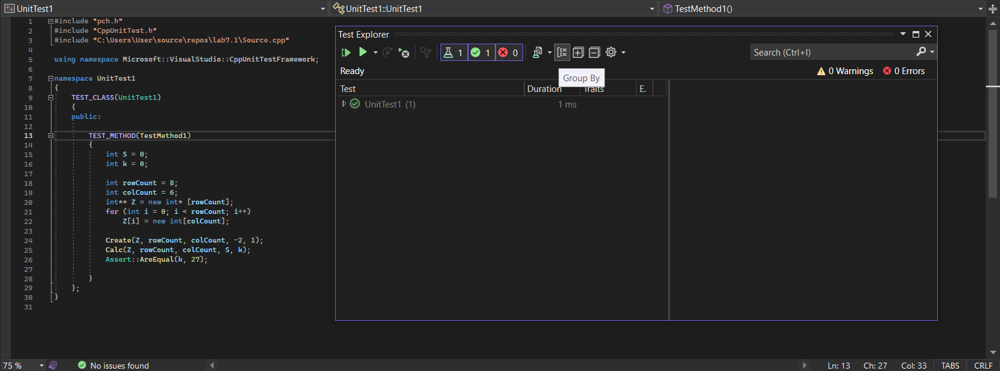 UnitTest1
UnitTest1::UnitTest1
TestMethod1()
1 #include "pch.h"
2 #include "CppUnitTest.h"
3 #include "C:\Users\User\source\repos\lab7.1\Source.cpp"
4
5 using namespace Microsoft::VisualStudio::CppUnitTestFramework;
6
7 namespace UnitTest1
8 {
9 TEST_CLASS(UnitTest1)
10 {
11 public:
12
13 TEST_METHOD(TestMethod1)
14 {
15 int S = 0;
16 int k = 0;
17
18 int rowCount = 8;
19 int colCount = 6;
20 int** Z = new int* [rowCount];
21 for (int i = 0; i < rowCount; i++)
22 Z[i] = new int[colCount];
23
24 Create(Z, rowCount, colCount, -2, 1);
25 Calc(Z, rowCount, colCount, S, k);
26 Assert::AreEqual(k, 27);
27
28 }
29 };
30 }
31
Test Explorer
1 1 0
Search (Ctrl+I)
Ready
0 Warnings 0 Errors
Group By
Test Duration Traits E.
UnitTest1 (1) 1 ms
75 % No issues found Ln: 13 Ch: 27 Col: 33 TABS CRLF